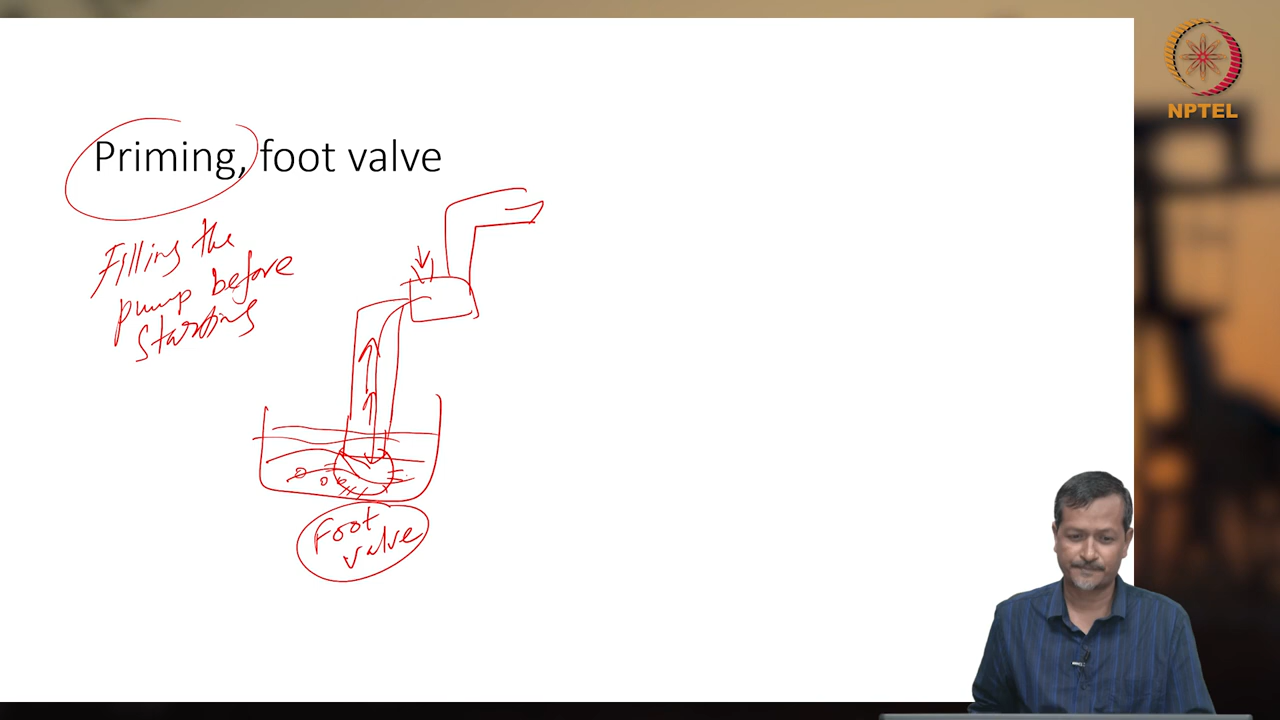 NPTEL
Priming, foot valve
Filling the
pump before
starting
Foot
valve